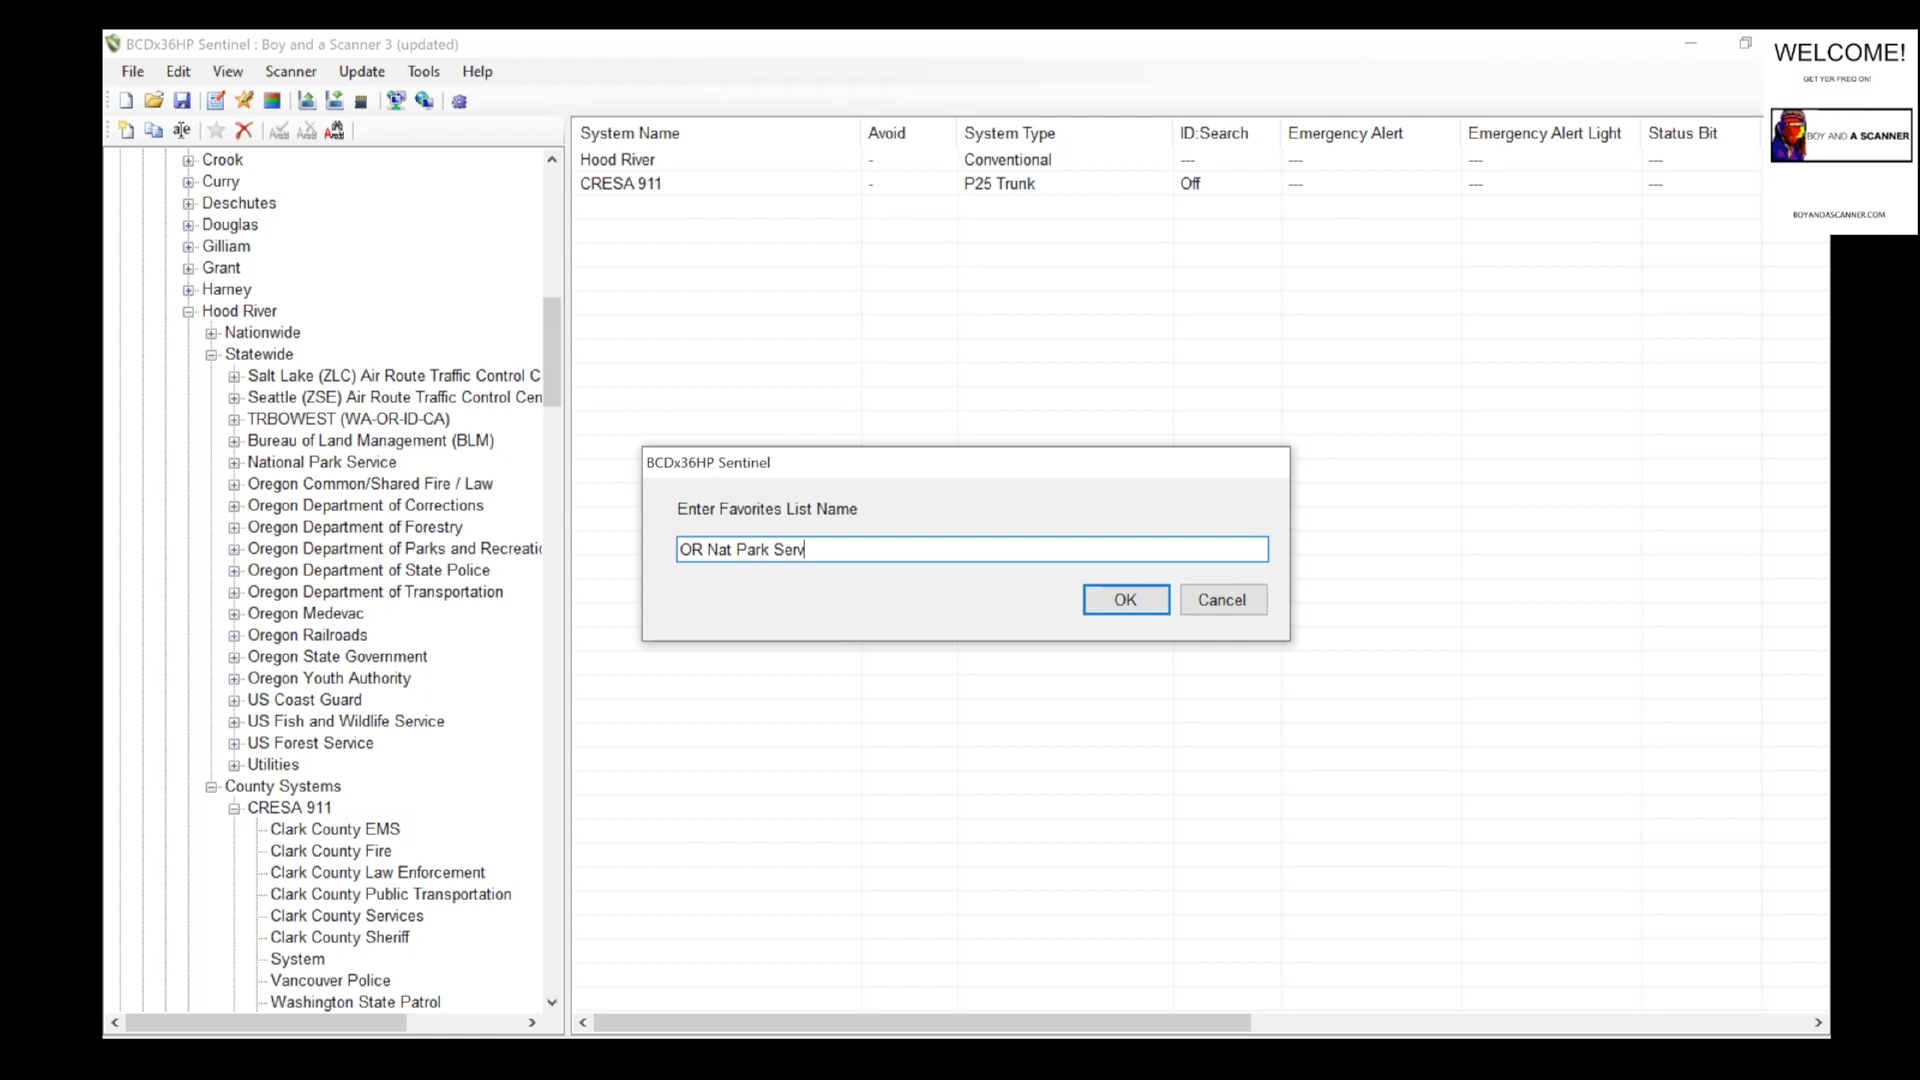 BCDx36HP Sentinel : Boy and a Scanner 3 (updated)
File Edit View Scanner Update Tools Help
WELCOME!
GET YER FREQ ON!
BOY AND A SCANNER
BOYANDASCANNER.COM
Crook
Curry
Deschutes
Douglas
Gilliam
Grant
Harney
Hood River
Nationwide
Statewide
Salt Lake (ZLC) Air Route Traffic Control C
Seattle (ZSE) Air Route Traffic Control Cen
TRBOWEST (WA-OR-ID-CA)
Bureau of Land Management (BLM)
National Park Service
Oregon Common/Shared Fire / Law
Oregon Department of Corrections
Oregon Department of Forestry
Oregon Department of Parks and Recreatio
Oregon Department of State Police
Oregon Department of Transportation
Oregon Medevac
Oregon Railroads
Oregon State Government
Oregon Youth Authority
US Coast Guard
US Fish and Wildlife Service
US Forest Service
Utilities
County Systems
CRESA 911
Clark County EMS
Clark County Fire
Clark County Law Enforcement
Clark County Public Transportation
Clark County Services
Clark County Sheriff
System
Vancouver Police
Washington State Patrol
System Name Avoid System Type ID:Search Emergency Alert Emergency Alert Light Status Bit
Hood River - Conventional --- --- --- ---
CRESA 911 - P25 Trunk Off --- --- ---
BCDx36HP Sentinel
Enter Favorites List Name
OR Nat Park Serv
OK Cancel